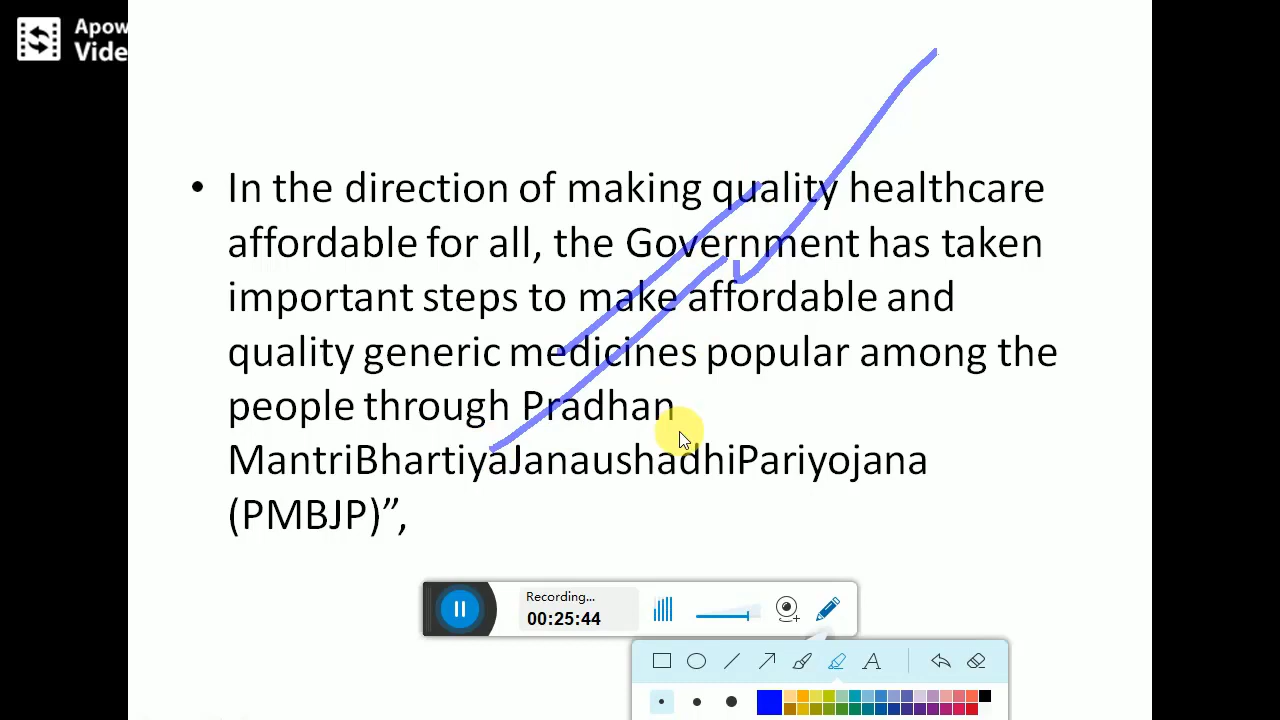 Apow
Vide
• In the direction of making quality healthcare
affordable for all, the Government has taken
important steps to make affordable and
quality generic medicines popular among the
people through Pradhan
MantriBhartiyaJanaushadhiPariyojana
(PMBJP)”,
Recording...
00:25:44
A